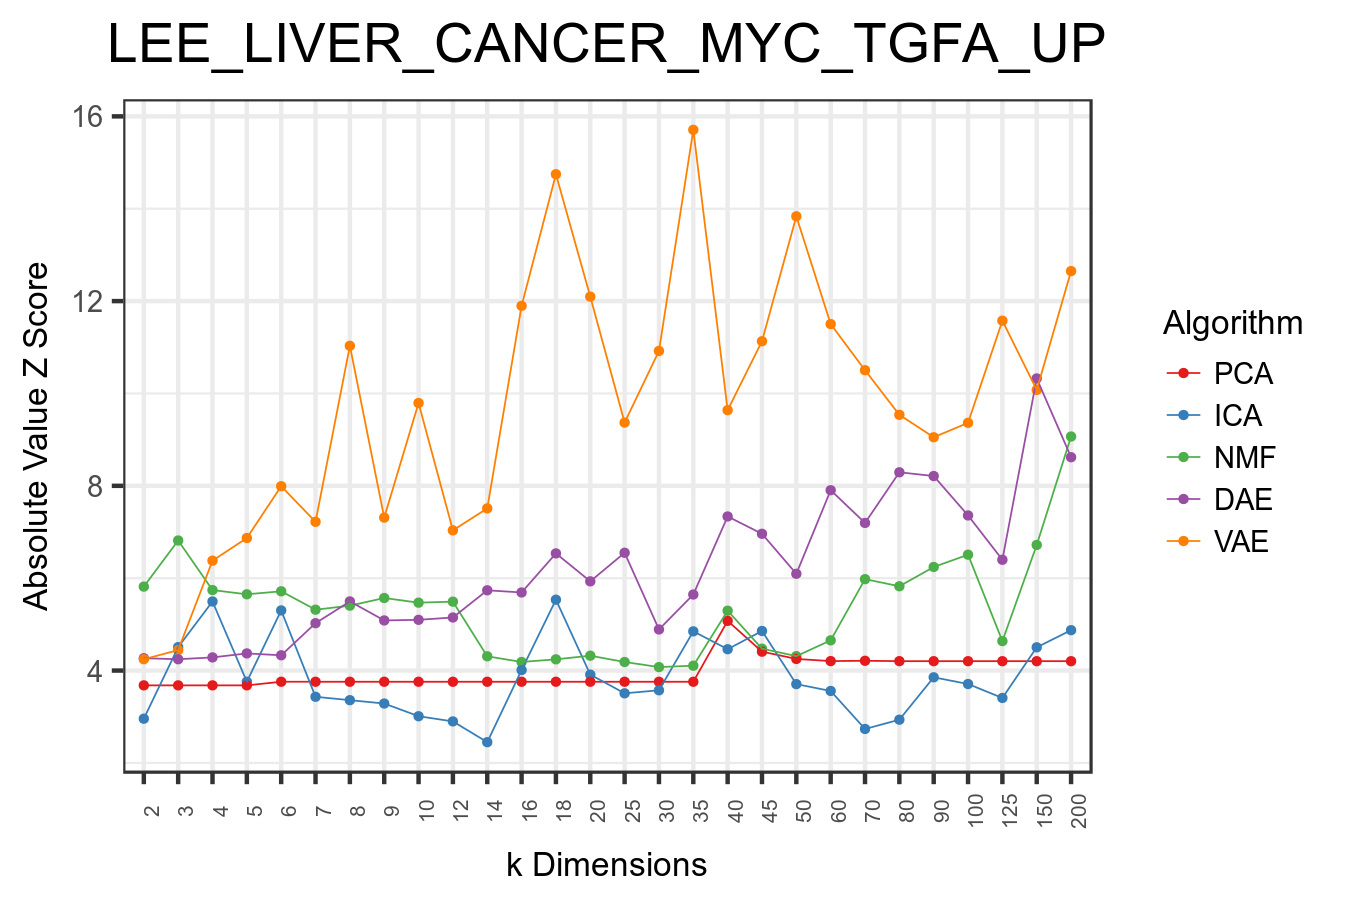 LEE_LIVER_CANCER_MYC_TGFA_UP
Absolute Value Z Score
16
12
8
4
2 3 4 5 6 7 8 9 10 12 14 16 18 20 25 30 35 40 45 50 60 70 80 90 100 125 150 200
k Dimensions
Algorithm
PCA
ICA
NMF
DAE
VAE